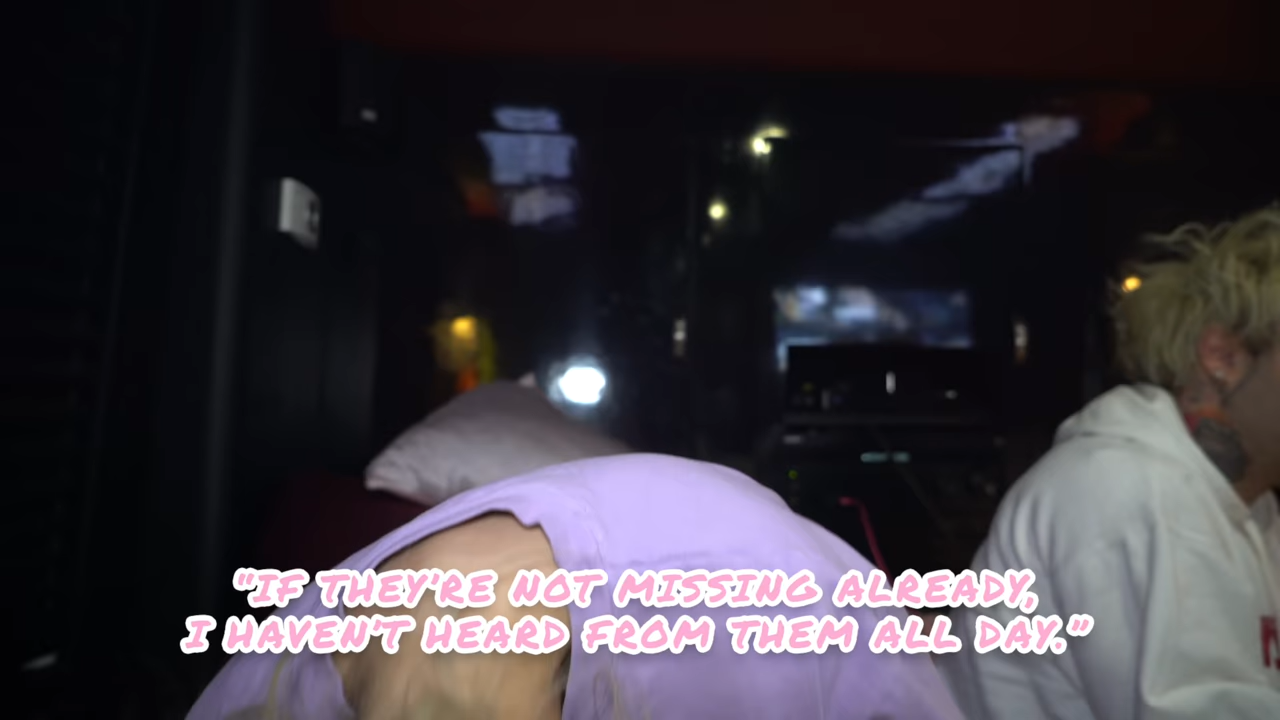 “IF THEY’RE NOT MISSING ALREADY,
I HAVEN’T HEARD FROM THEM ALL DAY.”